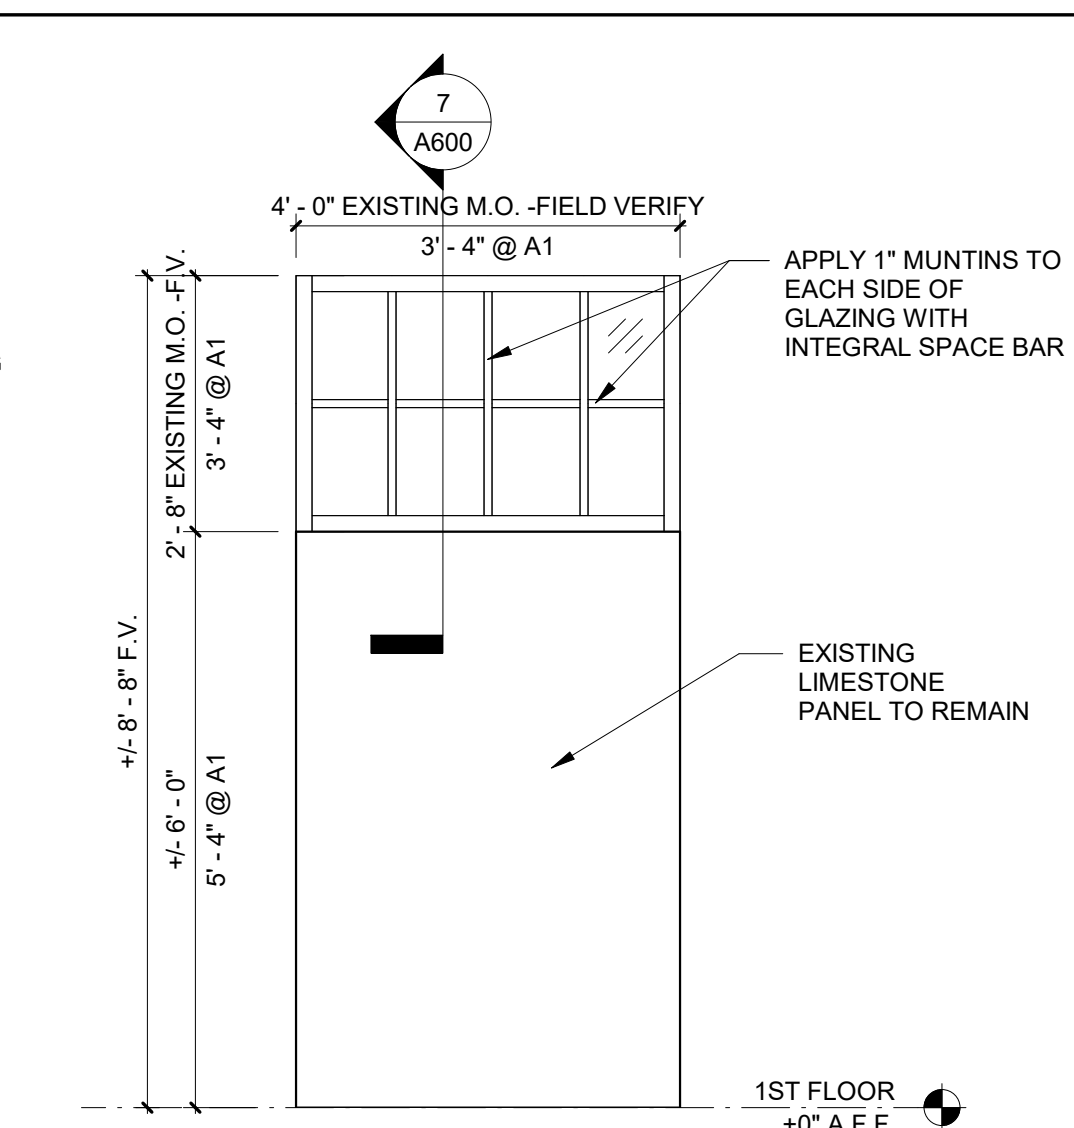 7
A600
4' - 0" EXISTING M.O. -FIELD VERIFY
3' - 4" @ A1
APPLY 1" MUNTINS TO
EACH SIDE OF
GLAZING WITH
INTEGRAL SPACE BAR
2' - 8" EXISTING M.O. -F.V.
3' - 4" @ A1
+/- 8' - 8" F.V.
+/- 6' - 0"
5' - 4" @ A1
EXISTING
LIMESTONE
PANEL TO REMAIN
1ST FLOOR
±0" A.F.F.